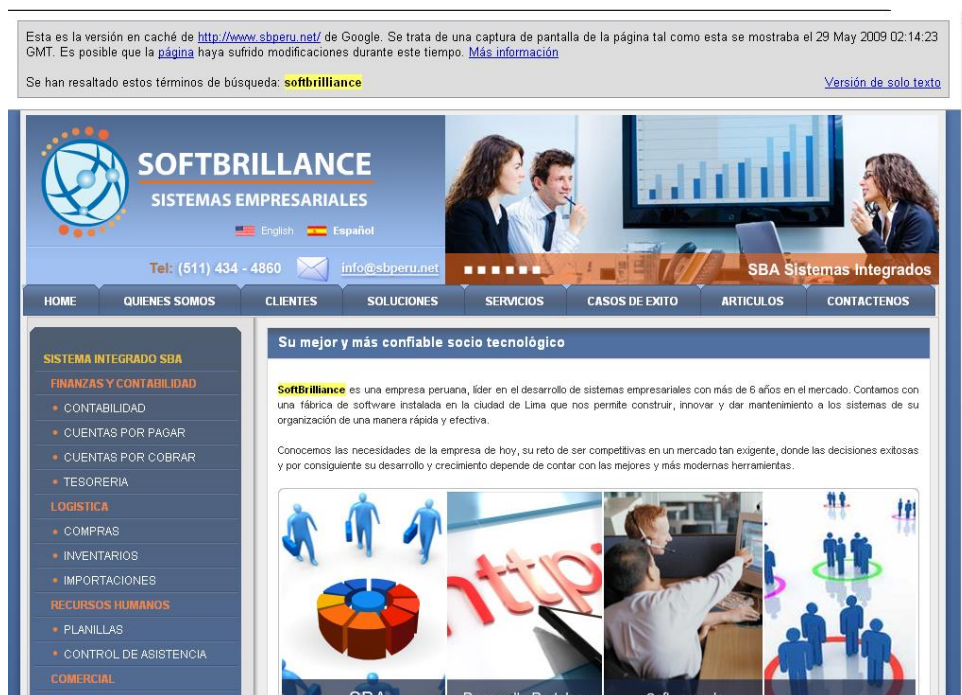 Esta es la versión en caché de http://www.sbperu.net/ de Google. Se trata de una captura de pantalla de la página tal como esta se mostraba el 29 May 2009 02:14:23
GMT. Es posible que la página haya sufrido modificaciones durante este tiempo. Más información
Se han resaltado estos términos de búsqueda: softbrilliance
Versión de solo texto
SOFTBRILLANCE
SISTEMAS EMPRESARIALES
English Español
Tel: (511) 434 - 4860 info@sbperu.net
SBA Sistemas Integrados
HOME QUIENES SOMOS CLIENTES SOLUCIONES SERVICIOS CASOS DE EXITO ARTICULOS CONTACTENOS
SISTEMA INTEGRADO SBA
FINANZAS Y CONTABILIDAD
• CONTABILIDAD
• CUENTAS POR PAGAR
• CUENTAS POR COBRAR
• TESORERIA
LOGISTICA
• COMPRAS
• INVENTARIOS
• IMPORTACIONES
RECURSOS HUMANOS
• PLANILLAS
• CONTROL DE ASISTENCIA
COMERCIAL
Su mejor y más confiable socio tecnológico
SoftBrilliance es una empresa peruana, líder en el desarrollo de sistemas empresariales con más de 6 años en el mercado. Contamos con
una fábrica de software instalada en la ciudad de Lima que nos permite construir, innovar y dar mantenimiento a los sistemas de su
organización de una manera rápida y efectiva.
Conocemos las necesidades de la empresa de hoy, su reto de ser competitivas en un mercado tan exigente, donde las decisiones exitosas
y por consiguiente su desarrollo y crecimiento depende de contar con las mejores y más modernas herramientas.
http: